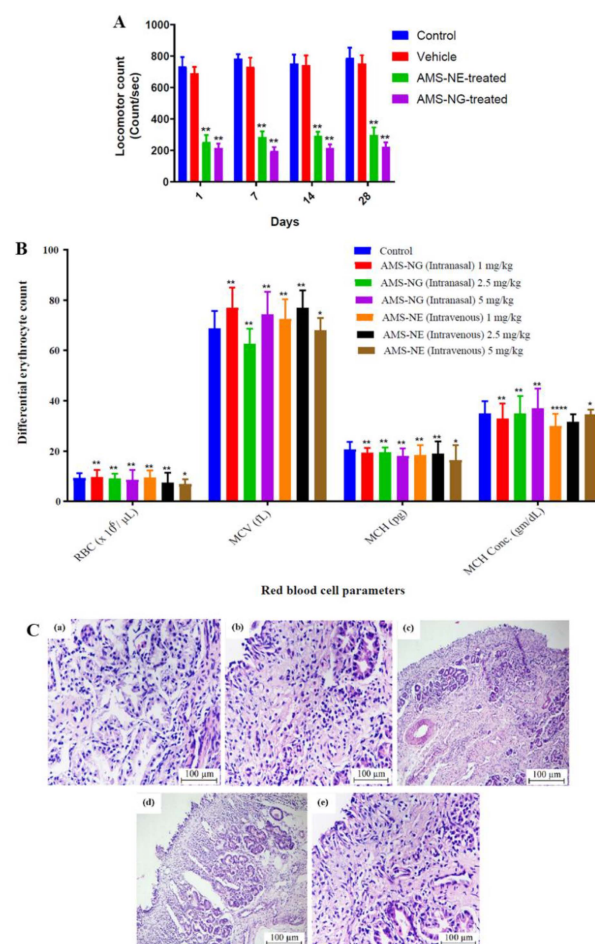 A
Locomotor count
(Count/sec)
1000
800
600
400
200
0
Control
Vehicle
AMS-NE-treated
AMS-NG-treated
** ** ** ** ** ** ** **
1 7 14 28
Days
B
Differential erythrocyte count
100
80
60
40
20
0
Control
AMS-NG (Intranasal) 1 mg/kg
AMS-NG (Intranasal) 2.5 mg/kg
AMS-NG (Intranasal) 5 mg/kg
AMS-NE (Intravenous) 1 mg/kg
AMS-NE (Intravenous) 2.5 mg/kg
AMS-NE (Intravenous) 5 mg/kg
** ** ** ** ** *
** ** ** ** ** *
** ** ** ** ** *
** ** ** **** ** *
RBC (x 10⁶/ µL)
MCV (fL)
MCH (pg)
MCH Conc. (gm/dL)
Red blood cell parameters
C
(a)
100 µm
(b)
100 µm
(c)
100 µm
(d)
100 µm
(e)
100 µm